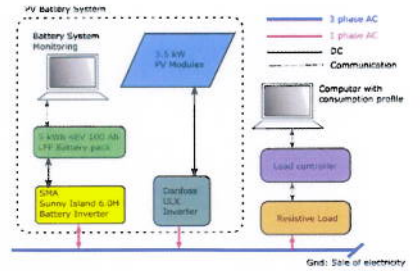 PV Battery System
Battery System
Monitoring
5.5 kW
PV Modules
5 kWh 48V 100 Ah
LFP Battery pack
SMA
Sunny Island 6.0H
Battery Inverter
Danfoss
ULX
Inverter
3 phase AC
1 phase AC
DC
Communication
Computer with
consumption profile
Load controller
Resistive Load
Grid: Sale of electricity